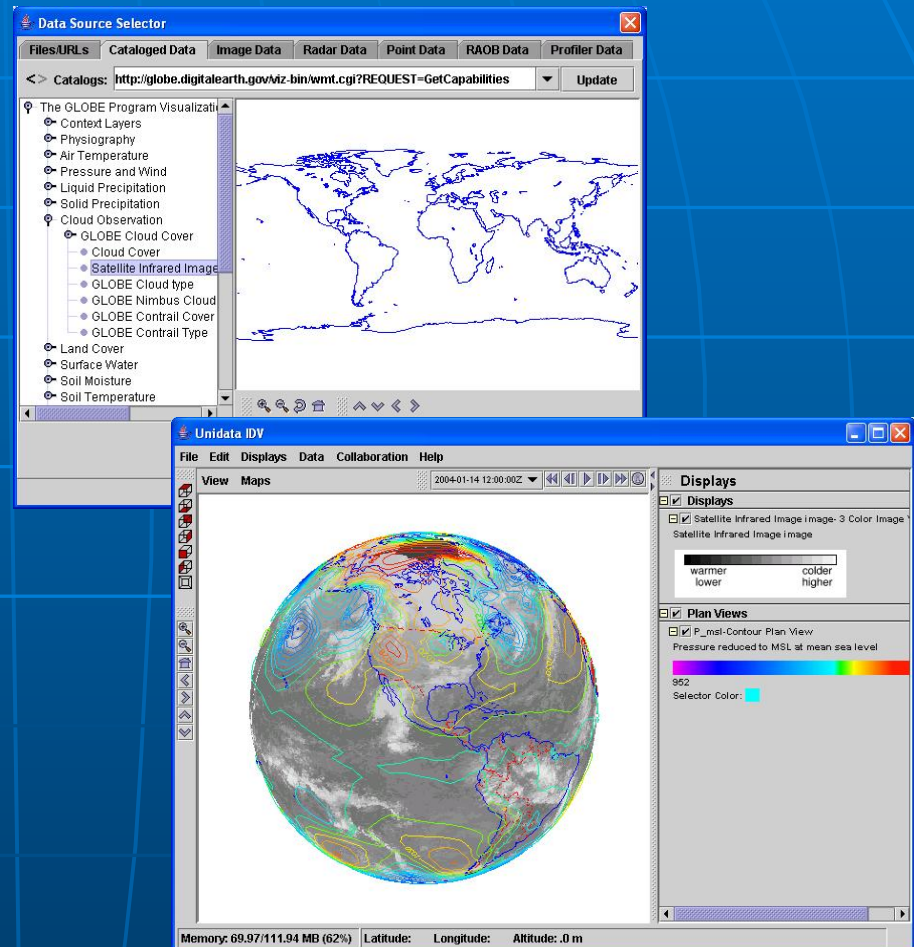 Data Source Selector
Files/URLs Cataloged Data Image Data Radar Data Point Data RAOB Data Profiler Data
<> Catalogs: http://globe.digitalearth.gov/viz-bin/wmt.cgi?REQUEST=GetCapabilities Update
The GLOBE Program Visualizati
Context Layers
Physiography
Air Temperature
Pressure and Wind
Liquid Precipitation
Solid Precipitation
Cloud Observation
GLOBE Cloud Cover
Cloud Cover
Satellite Infrared Image
GLOBE Cloud type
GLOBE Nimbus Cloud
GLOBE Contrail Cover
GLOBE Contrail Type
Land Cover
Surface Water
Soil Moisture
Soil Temperature
Unidata IDV
File Edit Displays Data Collaboration Help
View Maps 2004-01-14 12:00:00Z
Displays
Displays
Satellite Infrared Image image- 3 Color Image
Satellite Infrared Image image
warmer colder
lower higher
Plan Views
P_msl-Contour Plan View
Pressure reduced to MSL at mean sea level
952
Selector Color:
Memory: 69.97/111.94 MB (62%) Latitude: Longitude: Altitude: .0 m